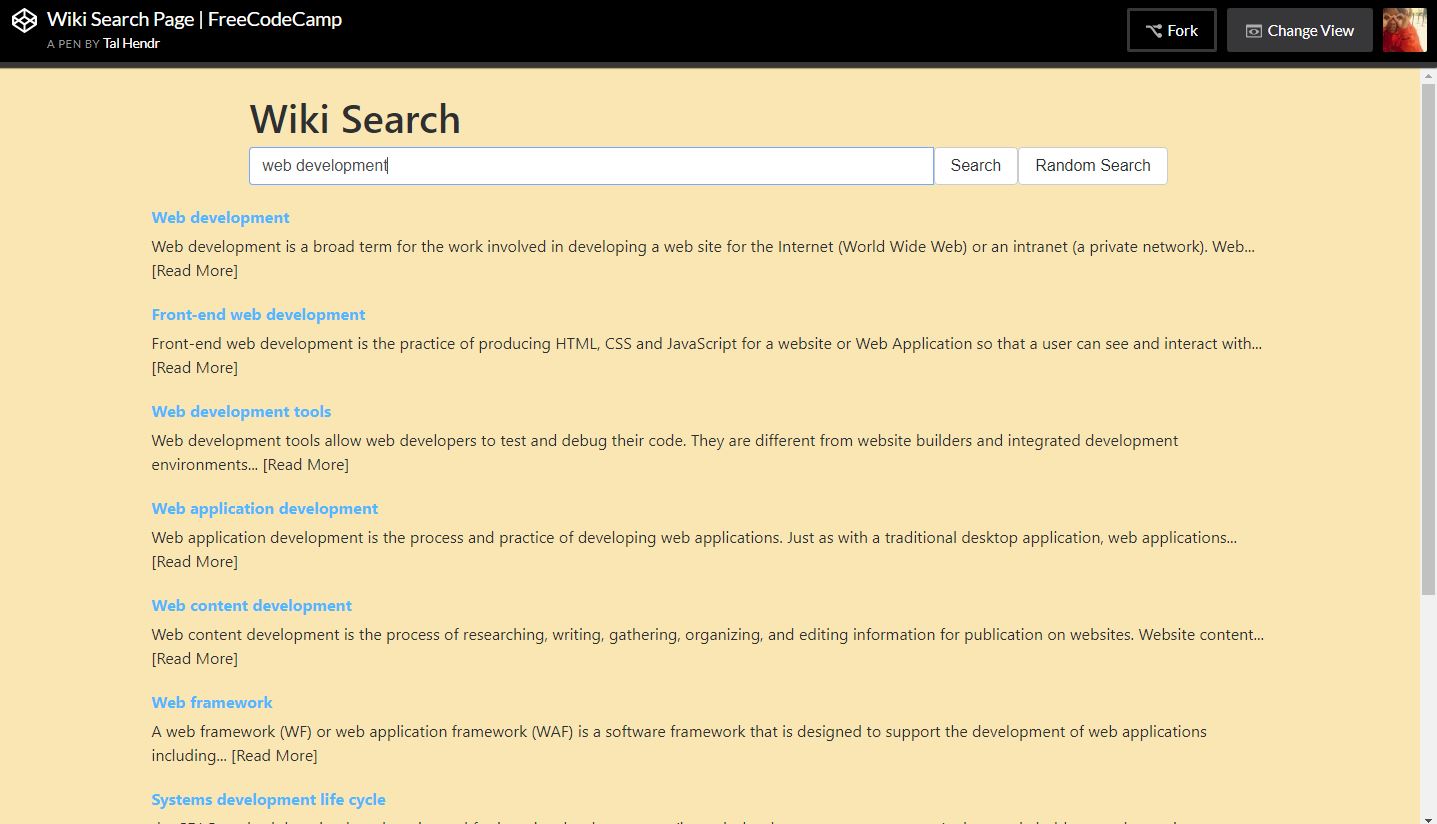 Wiki Search Page | FreeCodeCamp
A PEN BY Tal Hendr
Fork
Change View
Wiki Search
web development
Search
Random Search
Web development
Web development is a broad term for the work involved in developing a web site for the Internet (World Wide Web) or an intranet (a private network). Web...
[Read More]
Front-end web development
Front-end web development is the practice of producing HTML, CSS and JavaScript for a website or Web Application so that a user can see and interact with...
[Read More]
Web development tools
Web development tools allow web developers to test and debug their code. They are different from website builders and integrated development
environments... [Read More]
Web application development
Web application development is the process and practice of developing web applications. Just as with a traditional desktop application, web applications...
[Read More]
Web content development
Web content development is the process of researching, writing, gathering, organizing, and editing information for publication on websites. Website content...
[Read More]
Web framework
A web framework (WF) or web application framework (WAF) is a software framework that is designed to support the development of web applications
including... [Read More]
Systems development life cycle